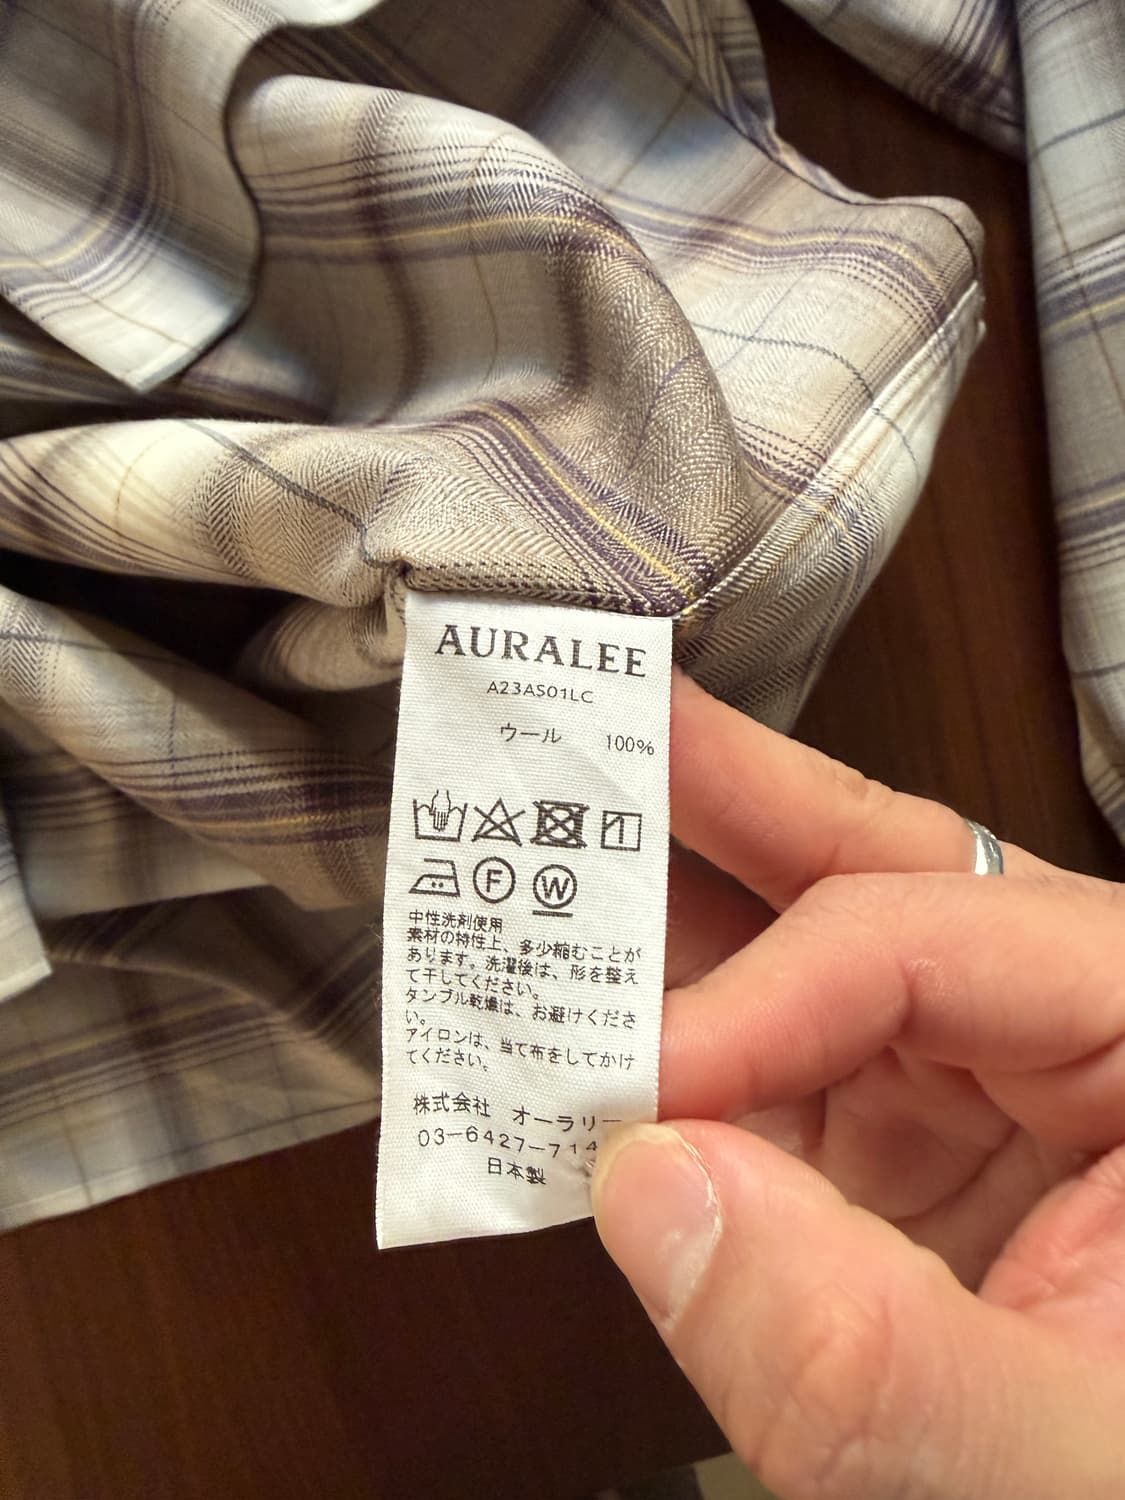 AURALEE
A23AS01LC
ウール 100%
F W
中性洗剤使用
素材の特性上、多少縮むことが
あります。洗濯後は、形を整え
て干してください。
タンブル乾燥は、お避けくださ
い。
アイロンは、当て布をしてかけ
てください。
株式会社 オーラリー
03-6427-714
日本製